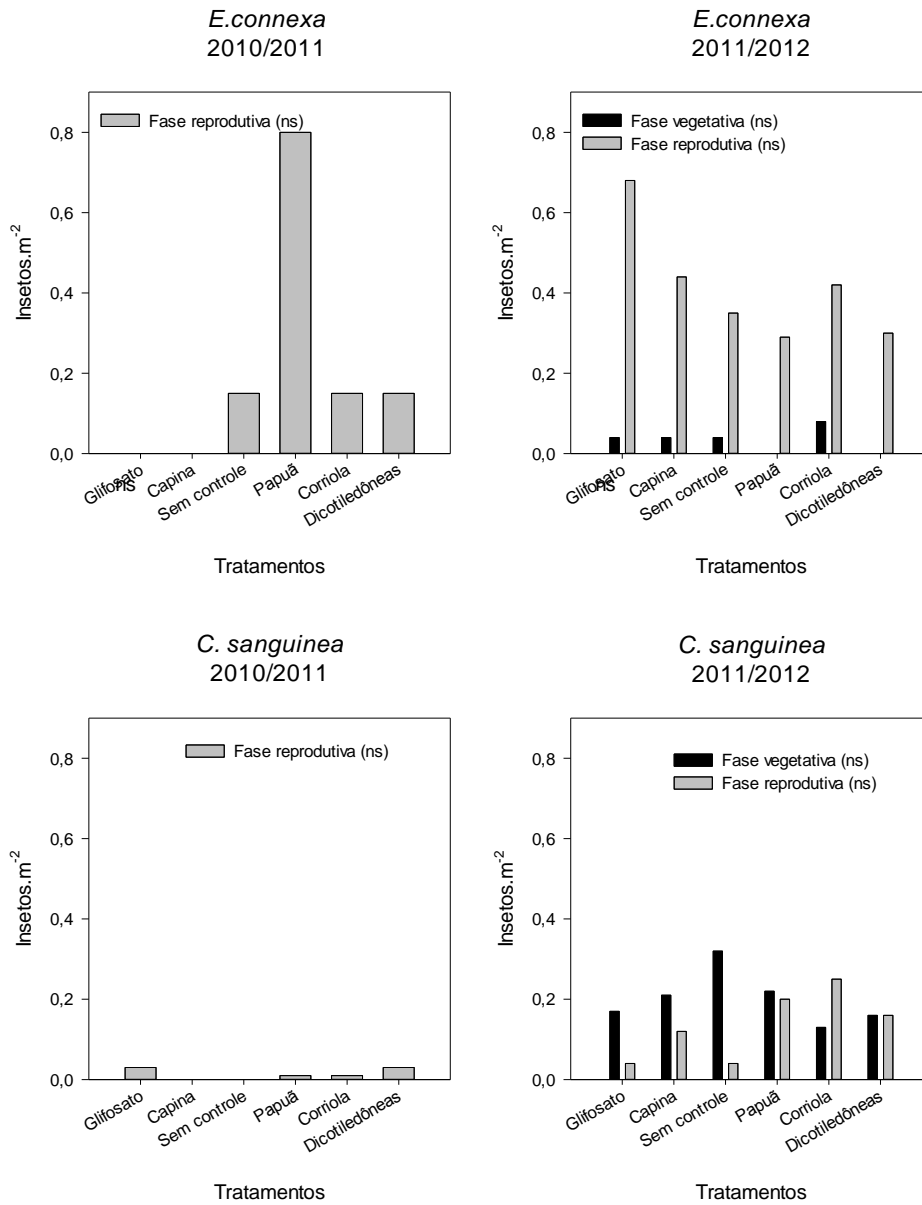 E.connexa
2010/2011
Fase reprodutiva (ns)
0,8
0,6
0,4
0,2
0,0
Insetos.m-2
Glifosato
ns
Capina
Sem controle
Papuã
Corriola
Dicotiledôneas
Tratamentos
E.connexa
2011/2012
Fase vegetativa (ns)
Fase reprodutiva (ns)
0,8
0,6
0,4
0,2
0,0
Insetos.m-2
Glifosato
ns
Capina
Sem controle
Papuã
Corriola
Dicotiledôneas
Tratamentos
C. sanguinea
2010/2011
Fase reprodutiva (ns)
0,8
0,6
0,4
0,2
0,0
Insetos.m-2
Glifosato
Capina
Sem controle
Papuã
Corriola
Dicotiledôneas
Tratamentos
C. sanguinea
2011/2012
Fase vegetativa (ns)
Fase reprodutiva (ns)
0,8
0,6
0,4
0,2
0,0
Insetos.m-2
Glifosato
Capina
Sem controle
Papuã
Corriola
Dicotiledôneas
Tratamentos